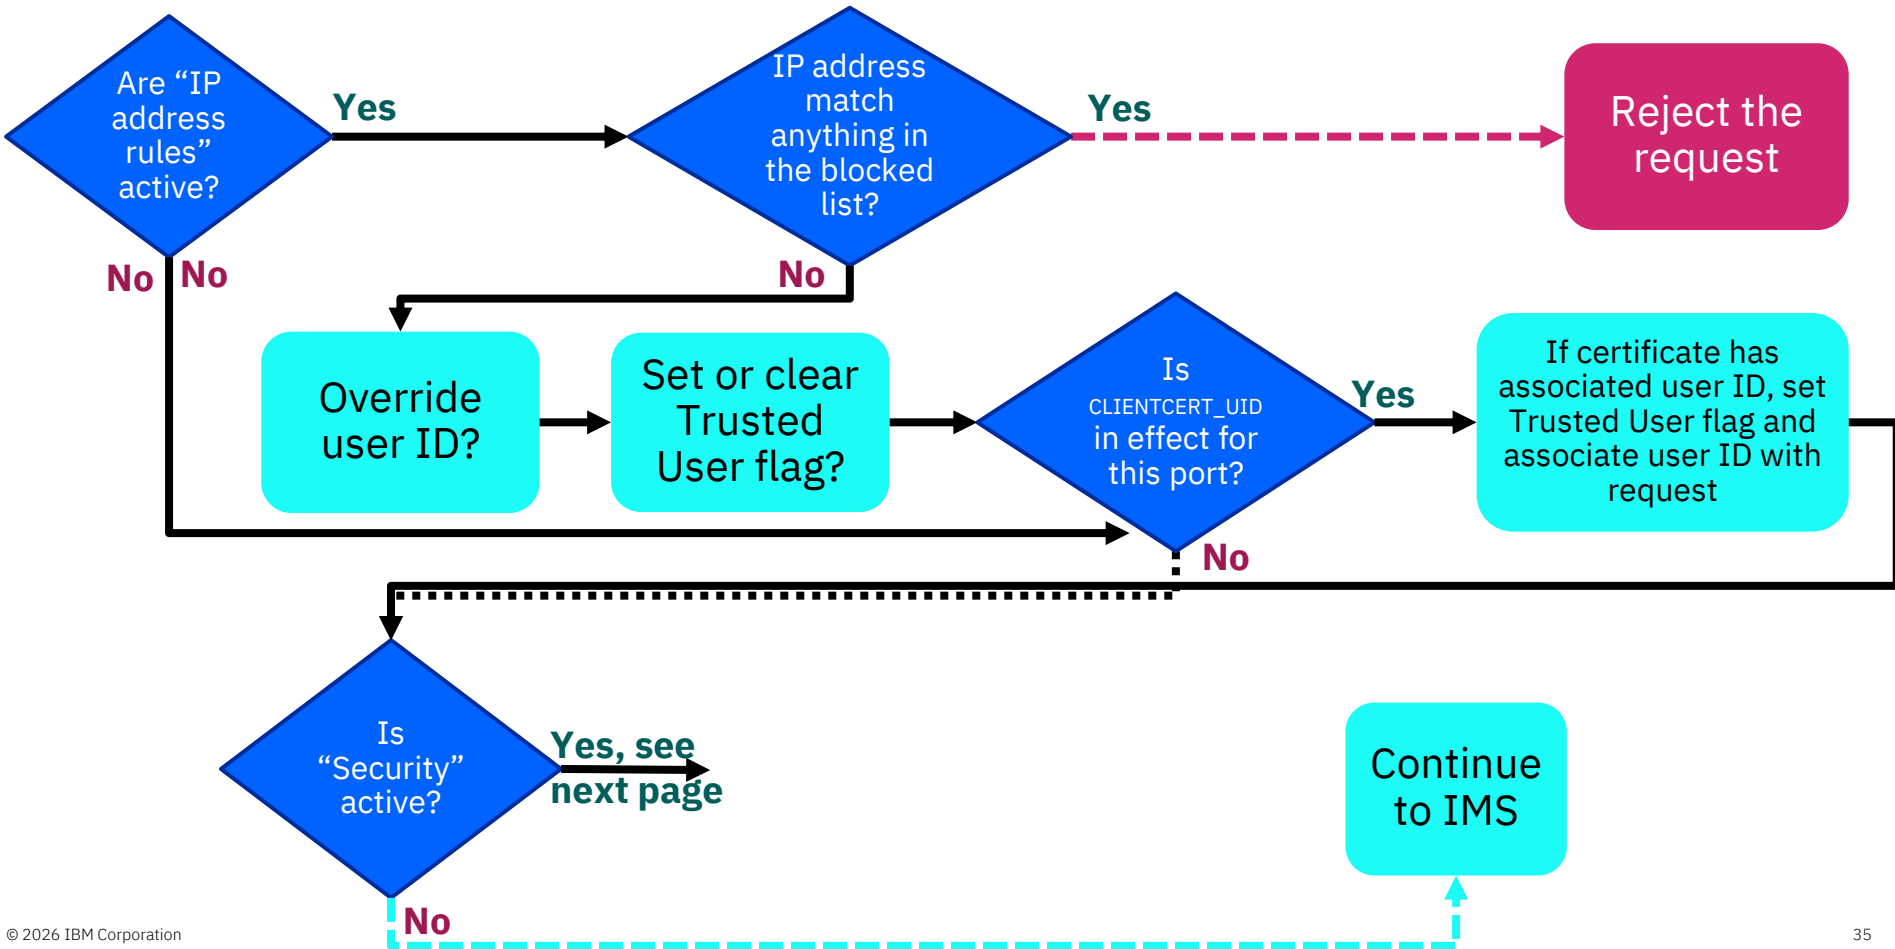 Are “IP
address
rules”
active?
Yes
IP address
match
anything in
the blocked
list?
Yes
Reject the
request
No
No
No
Override
user ID?
Set or clear
Trusted
User flag?
Is
CLIENTCERT_UID
in effect for
this port?
Yes
If certificate has
associated user ID, set
Trusted User flag and
associate user ID with
request
No
Is
“Security”
active?
Yes, see
next page
Continue
to IMS
No
© 2026 IBM Corporation
35